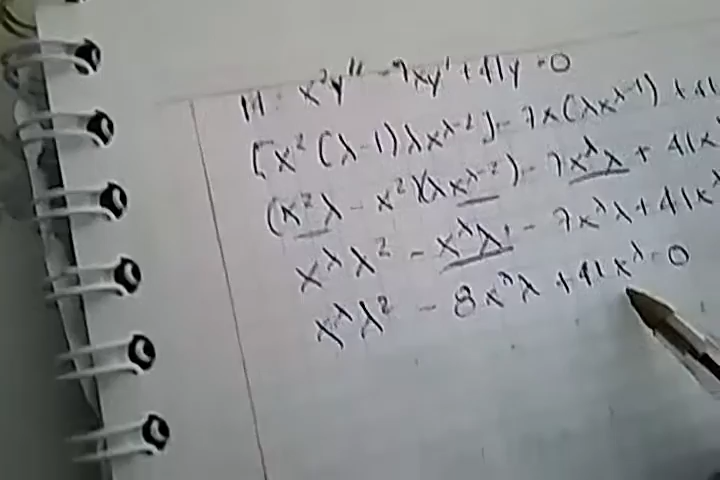 11. x²y'' - 7xy' + 41y = 0
[x²(λ-1)λx^{λ-2}] - 7x(λx^{λ-1}) + 41
(x²λ - x²)(λx^{λ-2}) - 7x^λλ + 41x^λ
x^λλ² - x^λλ - 7x^λλ + 41x^λ
x^λλ² - 8x^λλ + 41x^λ = 0